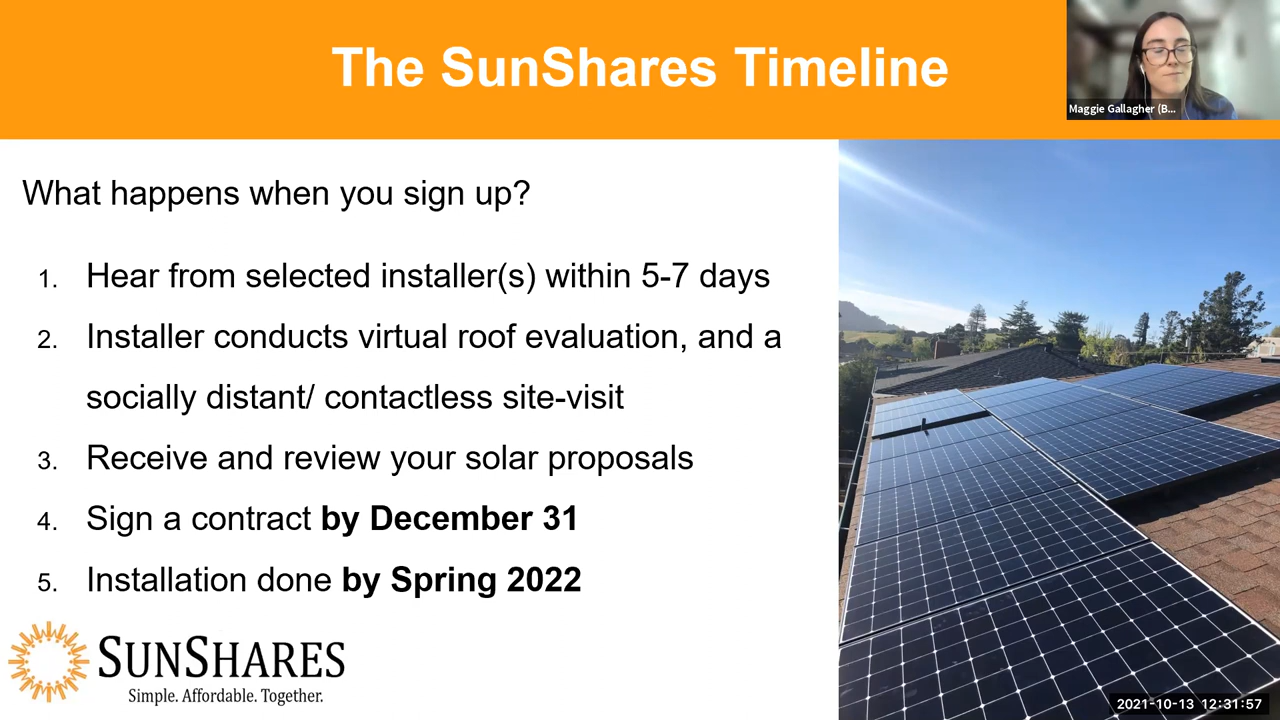 The SunShares Timeline
Maggie Gallagher (B...
What happens when you sign up?
1. Hear from selected installer(s) within 5-7 days
2. Installer conducts virtual roof evaluation, and a
socially distant/ contactless site-visit
3. Receive and review your solar proposals
4. Sign a contract by December 31
5. Installation done by Spring 2022
SUNSHARES
Simple. Affordable. Together.
2021-10-13 12:31:57